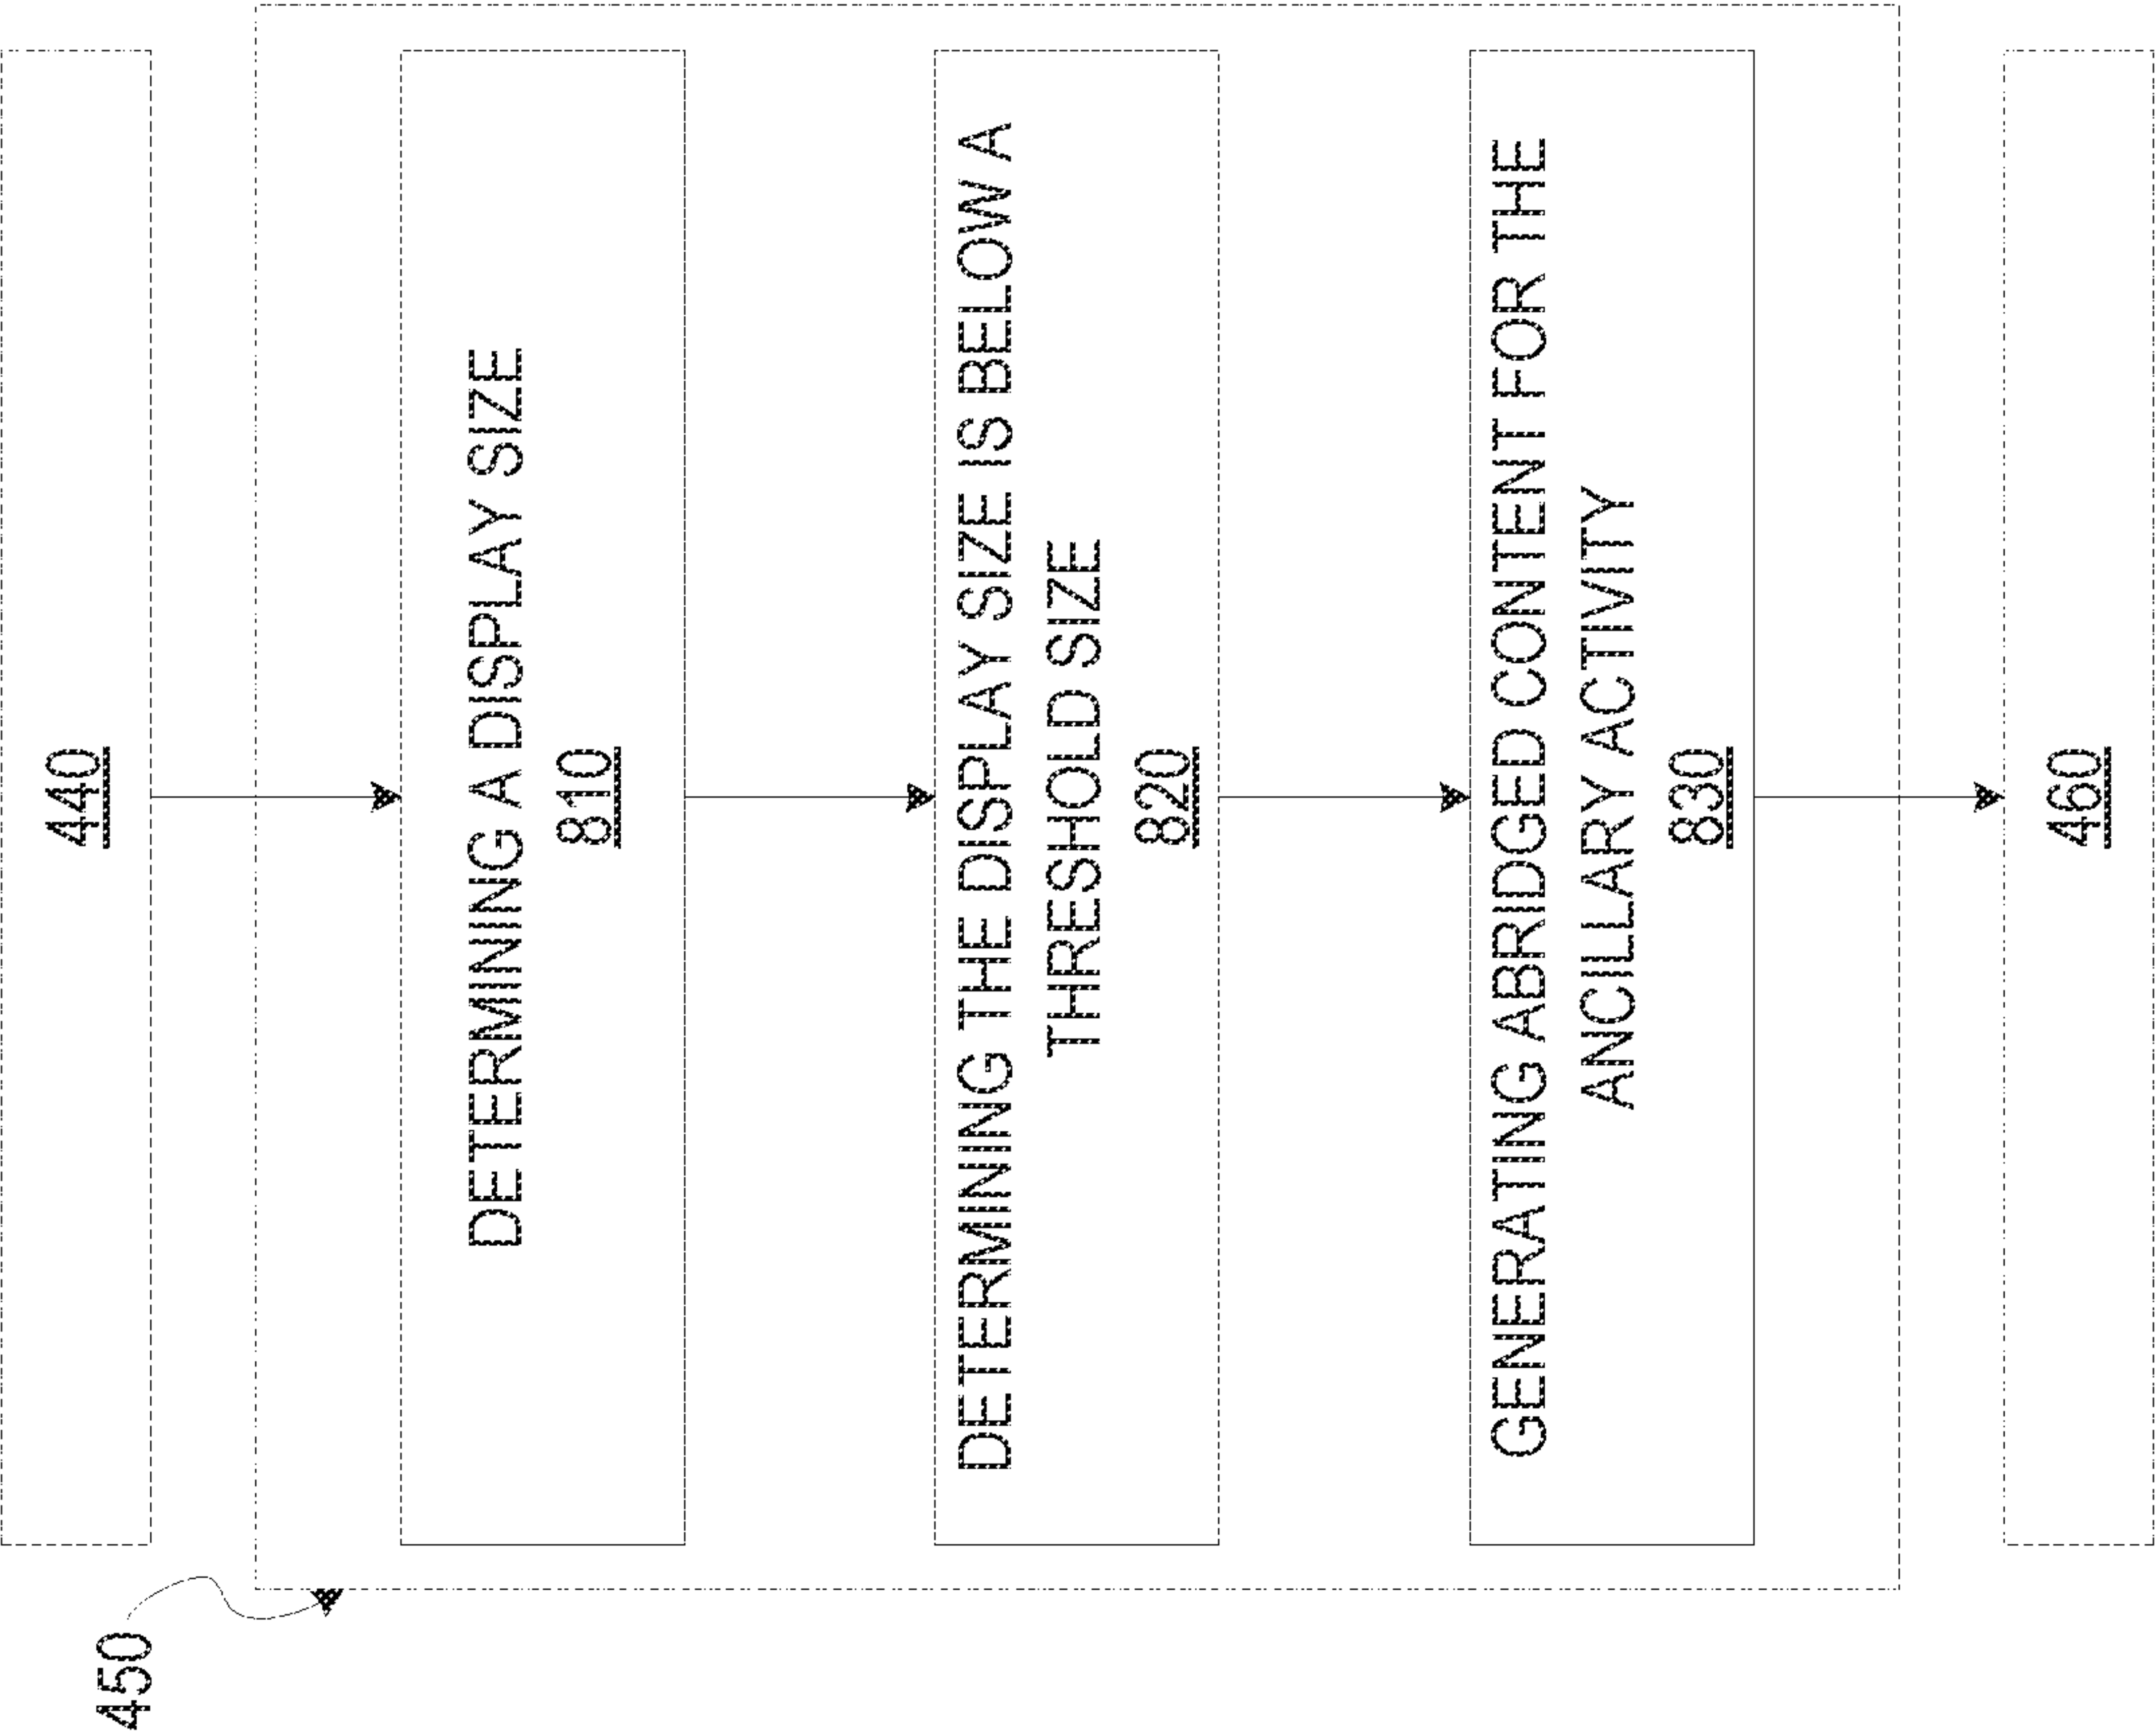 440
450
DETERMINING A DISPLAY SIZE
810
DETERMINING THE DISPLAY SIZE IS BELOW A
THRESHOLD SIZE
820
GENERATING ABRIDGED CONTENT FOR THE
ANCILLARY ACTIVITY
830
460